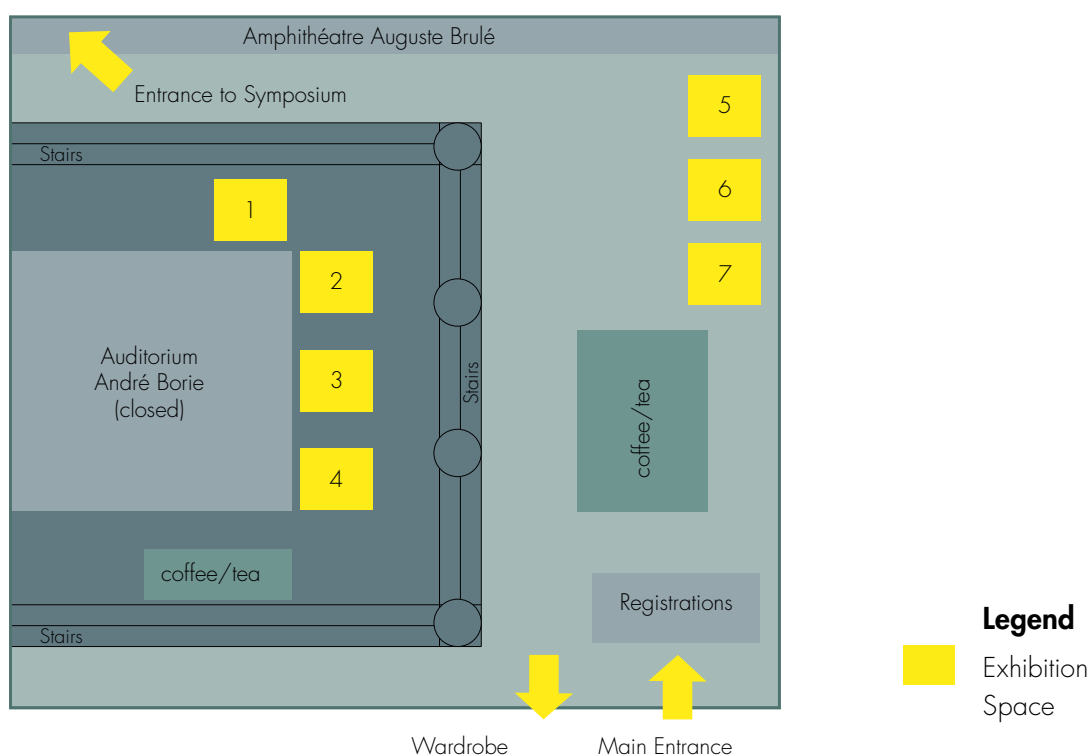 Amphithéatre Auguste Brulé
Entrance to Symposium
5
Stairs
6
1
7
2
Auditorium
André Borie
(closed)
3
Stairs
coffee/tea
4
coffee/tea
Registrations
Stairs
Legend
Exhibition
Space
Wardrobe
Main Entrance